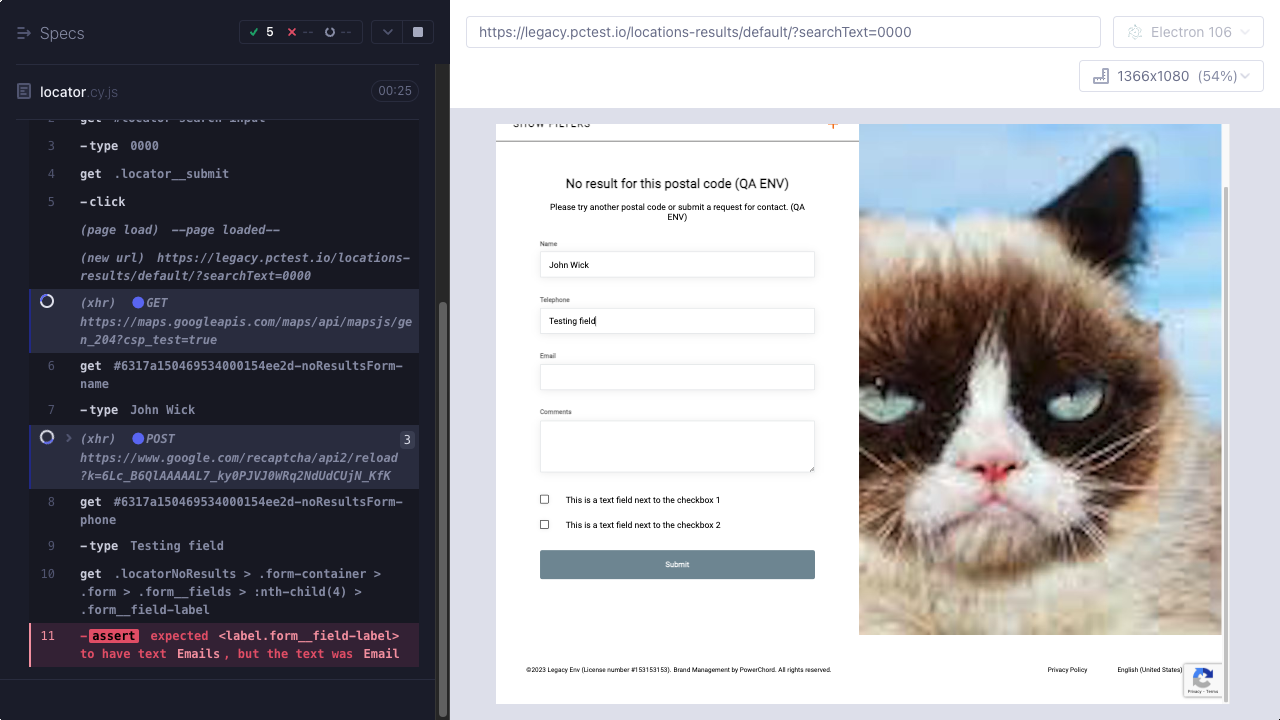 Specs
5
--
--
locator.cy.js
00:25
2 get #locator-search-input
3 -type 0000
4 get .locator__submit
5 -click
(page load) --page loaded--
(new url) https://legacy.pctest.io/locations-
results/default/?searchText=0000
(xhr) GET
https://maps.googleapis.com/maps/api/mapsjs/ge
n_204?csp_test=true
6 get #6317a150469534000154ee2d-noResultsForm-
name
7 -type John Wick
(xhr) POST 3
https://www.google.com/recaptcha/api2/reload
?k=6Lc_B6QlAAAAAL7_ky0PJVJ0WRq2NdUdCUjN_KfK
8 get #6317a150469534000154ee2d-noResultsForm-
phone
9 -type Testing field
10 get .locatorNoResults > .form-container >
.form > .form__fields > :nth-child(4) >
.form__field-label
11 -assert expected <label.form__field-label>
to have text Emails, but the text was Email
https://legacy.pctest.io/locations-results/default/?searchText=0000
Electron 106
1366x1080 (54%)
SHOW FILTERS
No result for this postal code (QA ENV)
Please try another postal code or submit a request for contact. (QA
ENV)
Name
John Wick
Telephone
Testing field
Email
Comments
This is a text field next to the checkbox 1
This is a text field next to the checkbox 2
Submit
©2023 Legacy Env (License number #153153153). Brand Management by PowerChord. All rights reserved.
Privacy Policy
English (United States)
Privacy - Terms